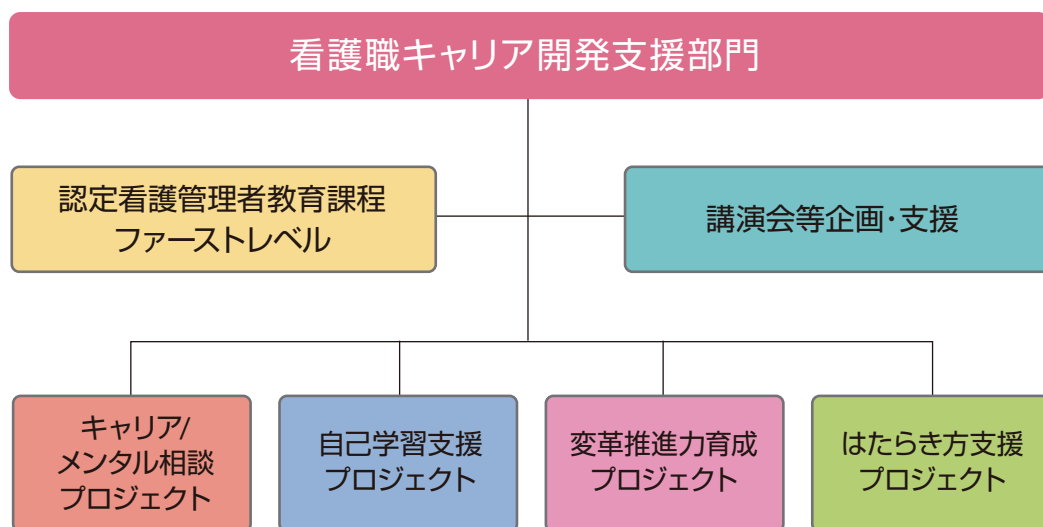 看護職キャリア開発支援部門
認定看護管理者教育課程
ファーストレベル
講演会等企画・支援
キャリア/
メンタル相談
プロジェクト
自己学習支援
プロジェクト
変革推進力育成
プロジェクト
はたらき方支援
プロジェクト